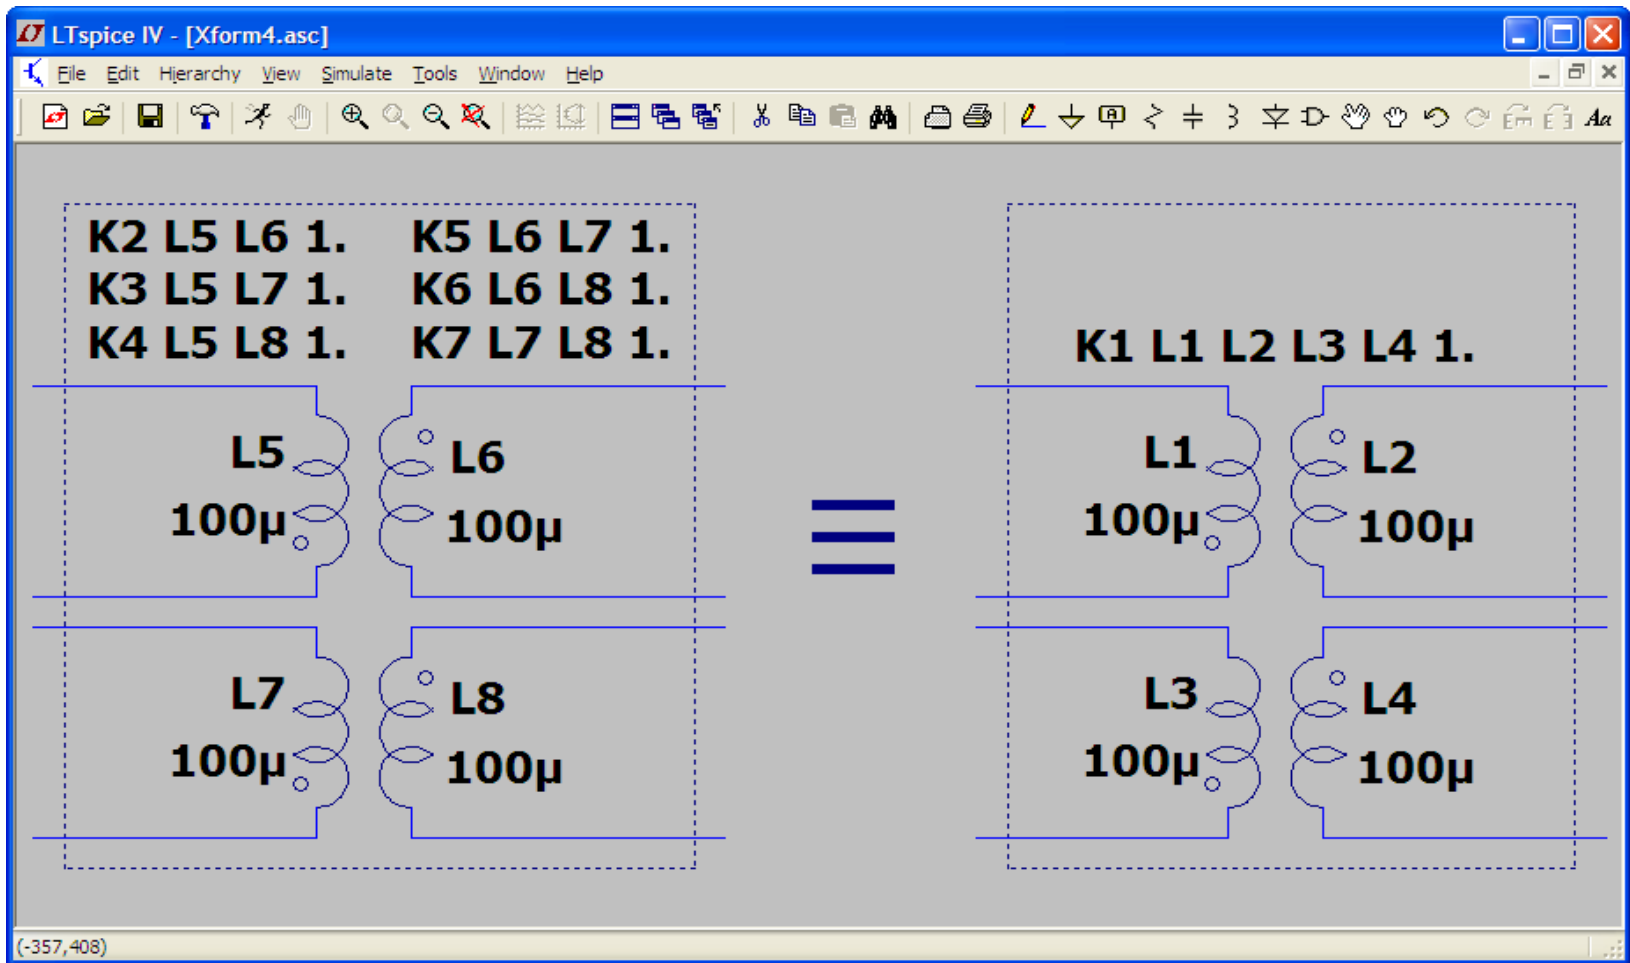 LTspice IV - [Xform4.asc]
File Edit Hierarchy View Simulate Tools Window Help
K2 L5 L6 1. K5 L6 L7 1.
K3 L5 L7 1. K6 L6 L8 1.
K4 L5 L8 1. K7 L7 L8 1.
L5 L6
100µ 100µ
L7 L8
100µ 100µ
K1 L1 L2 L3 L4 1.
L1 L2
100µ 100µ
L3 L4
100µ 100µ
(-357,408)